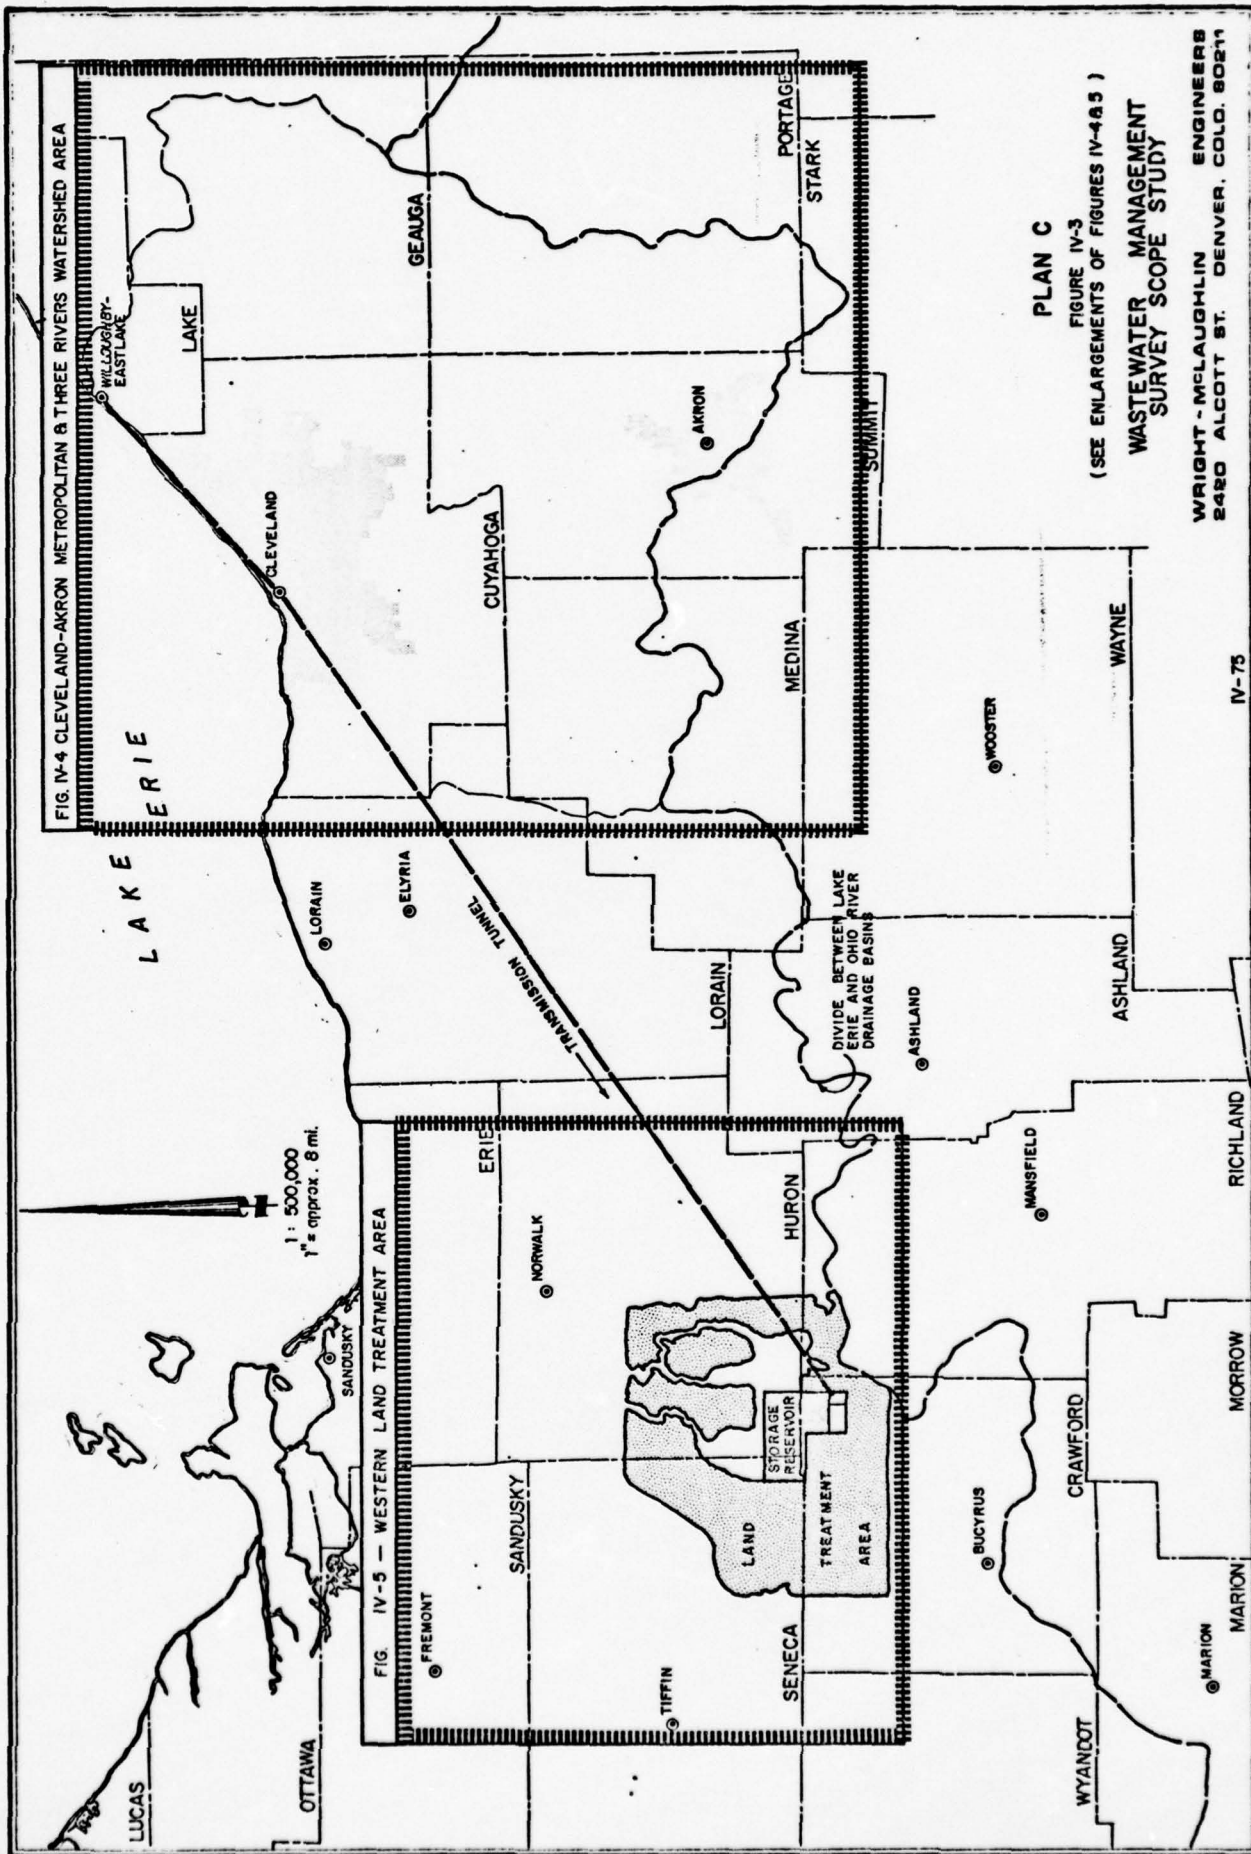 FIG. IV-4 CLEVELAND-AKRON METROPOLITAN & THREE RIVERS WATERSHED AREA
LAKE ERIE
WILLOUGHBY-
EASTLAKE
LAKE
GEAUGA
CLEVELAND
CUYAHOGA
AKRON
PORTAGE
STARK
SUMMIT
MEDINA
WAYNE
WOOSTER
LORAIN
ELYRIA
TRANSMISSION TUNNEL
LORAIN
DIVIDE BETWEEN LAKE
ERIE AND OHIO RIVER
DRAINAGE BASINS
ASHLAND
ASHLAND
1 : 500,000
1" = approx. 8 mi.
FIG. IV-5 — WESTERN LAND TREATMENT AREA
ERIE
NORWALK
HURON
SANDUSKY
SANDUSKY
STORAGE
RESERVOIR
LAND
TREATMENT
AREA
FREMONT
TIFFIN
SENECA
LUCAS
OTTAWA
MANSFIELD
RICHLAND
MORROW
CRAWFORD
BUCYRUS
MARION
MARION
WYANDOT
PLAN C
FIGURE IV-3
(SEE ENLARGEMENTS OF FIGURES IV-4&5 )
WASTEWATER MANAGEMENT
SURVEY SCOPE STUDY
WRIGHT-McLAUGHLIN ENGINEERS
2420 ALCOTT ST. DENVER, COLO. 80211
IV-75